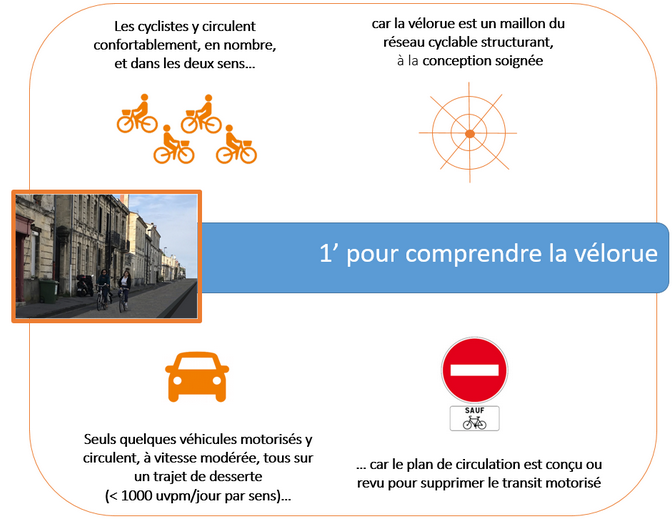 Les cyclistes y circulent
confortablement, en nombre,
et dans les deux sens...
car la vélorue est un maillon du
réseau cyclable structurant,
à la conception soignée
1’ pour comprendre la vélorue
Seuls quelques véhicules motorisés y
circulent, à vitesse modérée, tous sur
un trajet de desserte
(< 1000 uvpm/jour par sens)...
SAUF
... car le plan de circulation est conçu ou
revu pour supprimer le transit motorisé